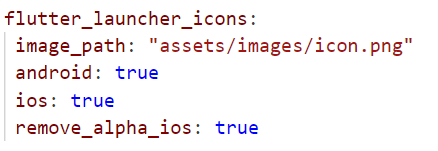 flutter_launcher_icons:
 image_path: "assets/images/icon.png"
 android: true
 ios: true
 remove_alpha_ios: true